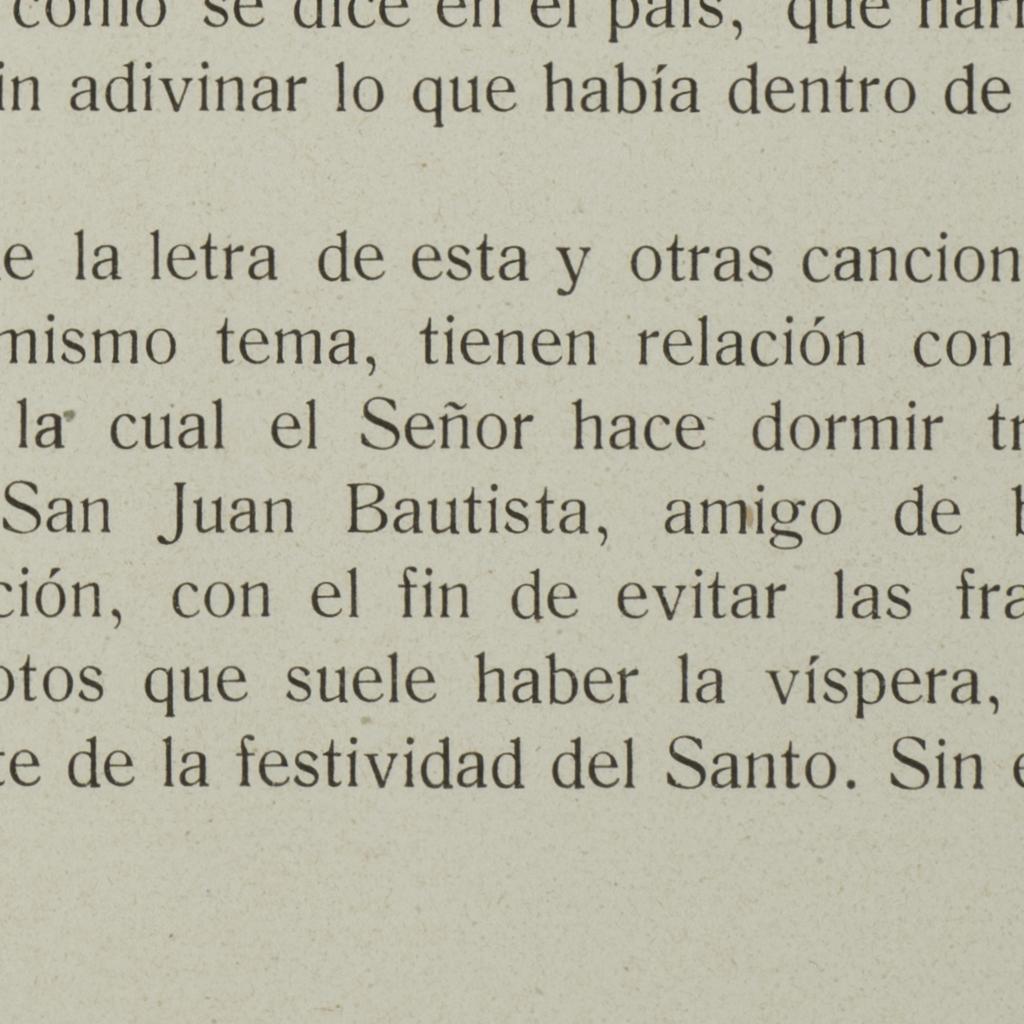 como se dice en el país, que
in adivinar lo que había dentro de
la letra de esta y otras cancion
mismo tema, tienen relación con
la cual el Señor hace dormir tr
San Juan Bautista, amigo de
ción, con el fin de evitar las fra
otos que suele haber la víspera,
te de la festividad del Santo. Sin e